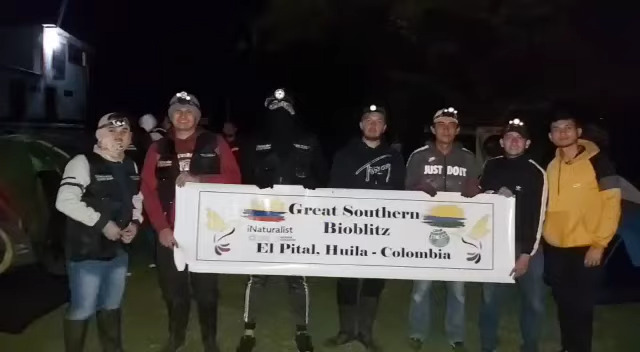 Great Southern
Bioblitz
iNaturalist
El Pital, Huila - Colombia
JUST DO IT